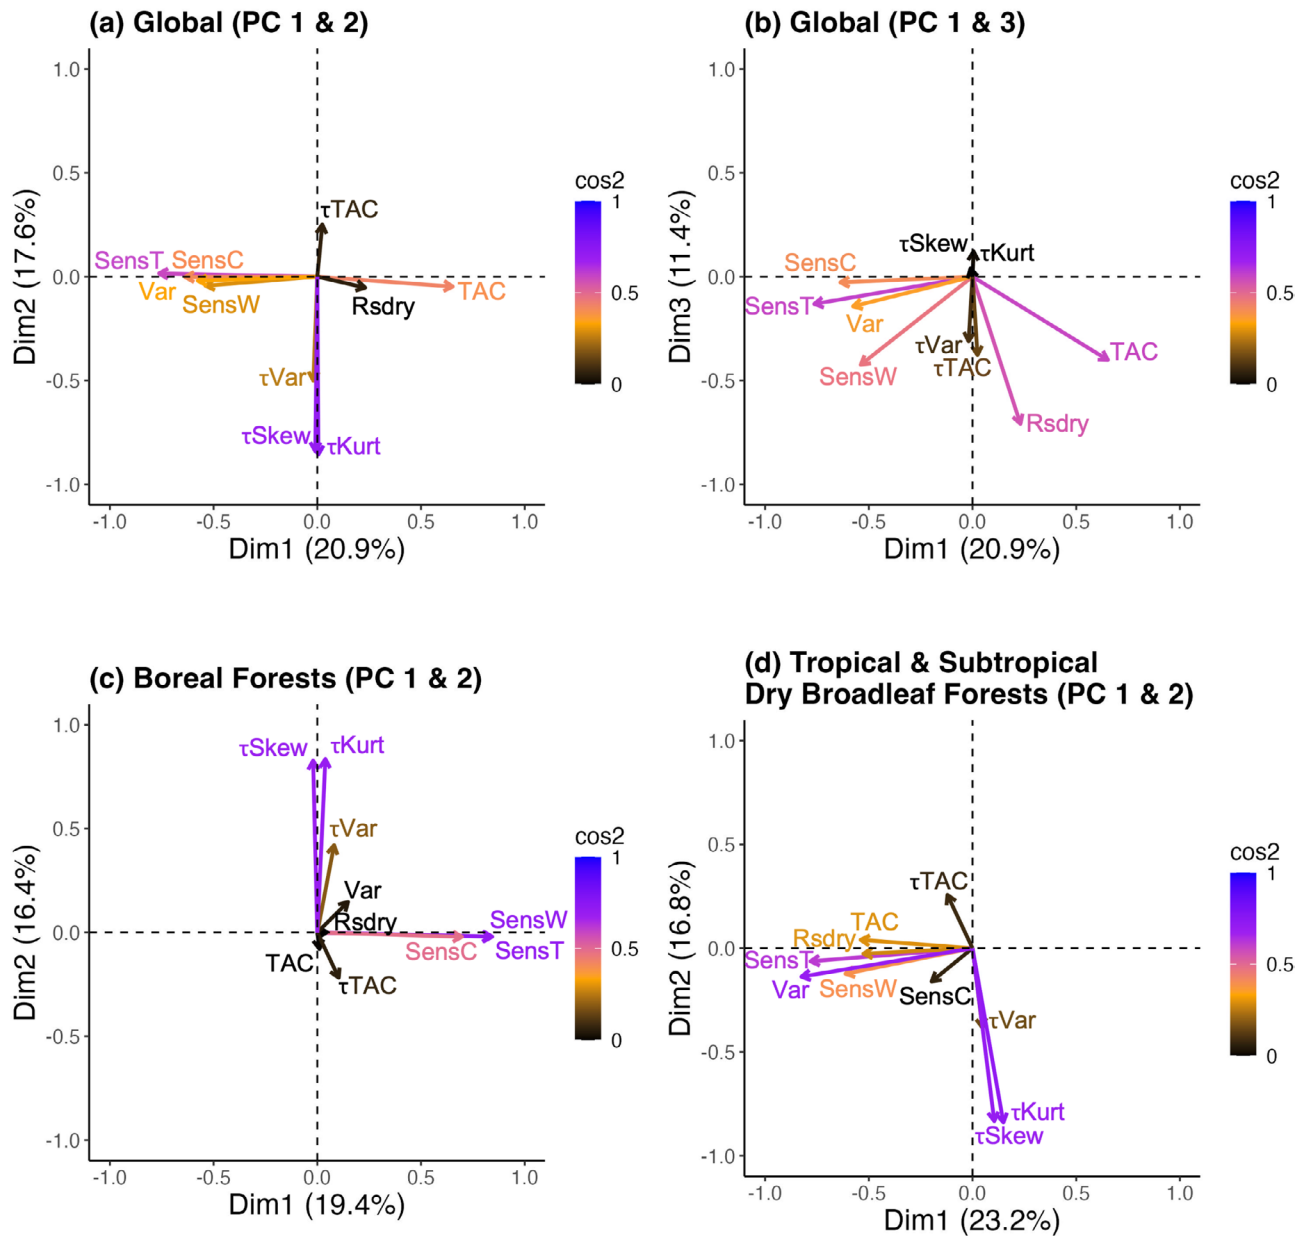 (a) Global (PC 1 & 2)
1.0
0.5
0.0
-0.5
-1.0
Dim2 (17.6%)
τTAC
SensT
SensC
Var
SensW
TAC
Rsdry
τVar
τSkew
τKurt
-1.0
-0.5
0.0
0.5
1.0
Dim1 (20.9%)
cos2
1
0.5
0
(b) Global (PC 1 & 3)
1.0
0.5
0.0
-0.5
-1.0
Dim3 (11.4%)
τSkew
τKurt
SensC
SensT
Var
τVar
TAC
τTAC
SensW
Rsdry
-1.0
-0.5
0.0
0.5
1.0
Dim1 (20.9%)
cos2
1
0.5
0
(c) Boreal Forests (PC 1 & 2)
1.0
0.5
0.0
-0.5
-1.0
Dim2 (16.4%)
τSkew
τKurt
τVar
Var
Rsdry
SensW
SensC
SensT
TAC
τTAC
-1.0
-0.5
0.0
0.5
1.0
Dim1 (19.4%)
cos2
1
0.5
0
(d) Tropical & Subtropical
Dry Broadleaf Forests (PC 1 & 2)
1.0
0.5
0.0
-0.5
-1.0
Dim2 (16.8%)
τTAC
TAC
Rsdry
SensT
Var
SensW
SensC
τVar
τKurt
τSkew
-1.0
-0.5
0.0
0.5
1.0
Dim1 (23.2%)
cos2
1
0.5
0